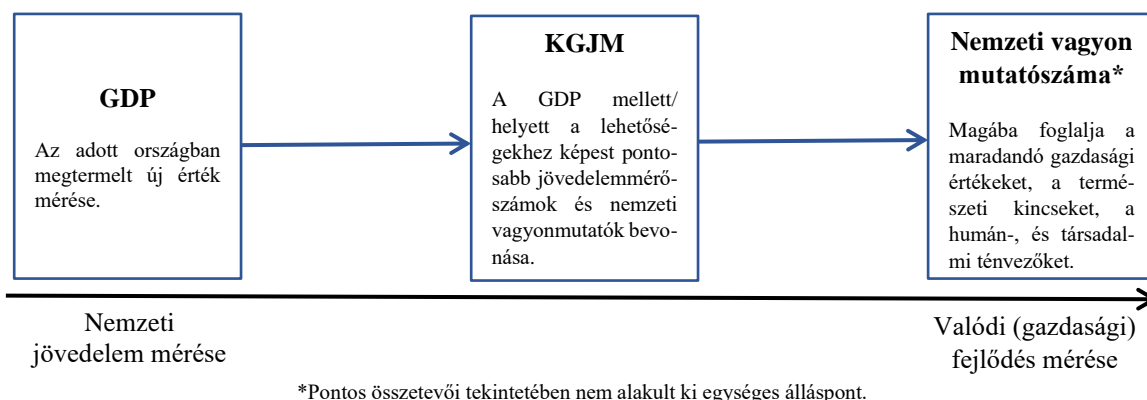 GDP
Az adott országban
megtermelt új érték
mérése.
KGJM
A GDP mellett/
helyett a lehetősé-
gekhez képest ponto-
sabb jövedelemmérő-
számok és nemzeti
vagyonmutatók bevo-
nása.
Nemzeti vagyon
mutatószáma*
Magába foglalja a
maradandó gazdasági
értékeket, a termé-
szeti kincseket, a
humán-, és társadal-
mi ténvezőket.
Nemzeti
jövedelem mérése
Valódi (gazdasági)
fejlődés mérése
*Pontos összetevői tekintetében nem alakult ki egységes álláspont.